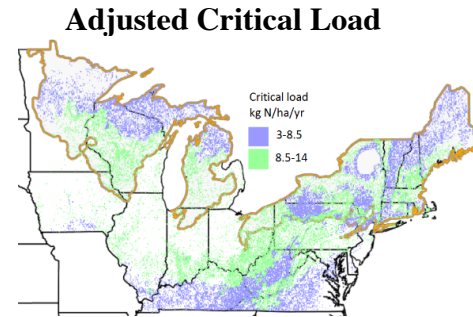 Adjusted Critical Load
Critical load
kg N/ha/yr
3-8.5
8.5-14